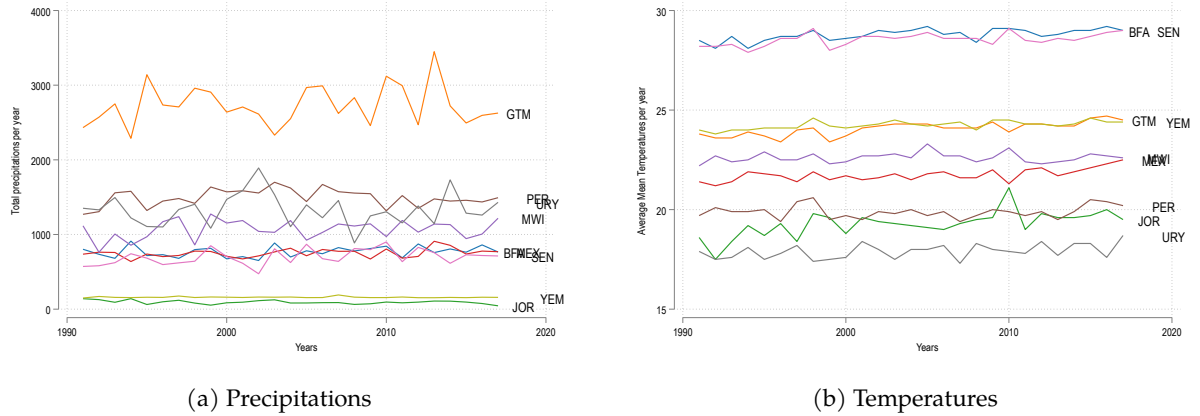 Total precipitations per year
4000
3000
2000
1000
0
GTM
PER
URY
MWI
BFA
MEX
SEN
YEM
JOR
1990
2000
2010
2020
Years
(a) Precipitations
Average Mean Temperatures per year
30
25
20
15
BFA SEN
GTM YEM
MWI
MEX
PER
JOR
URY
1990
2000
2010
2020
Years
(b) Temperatures